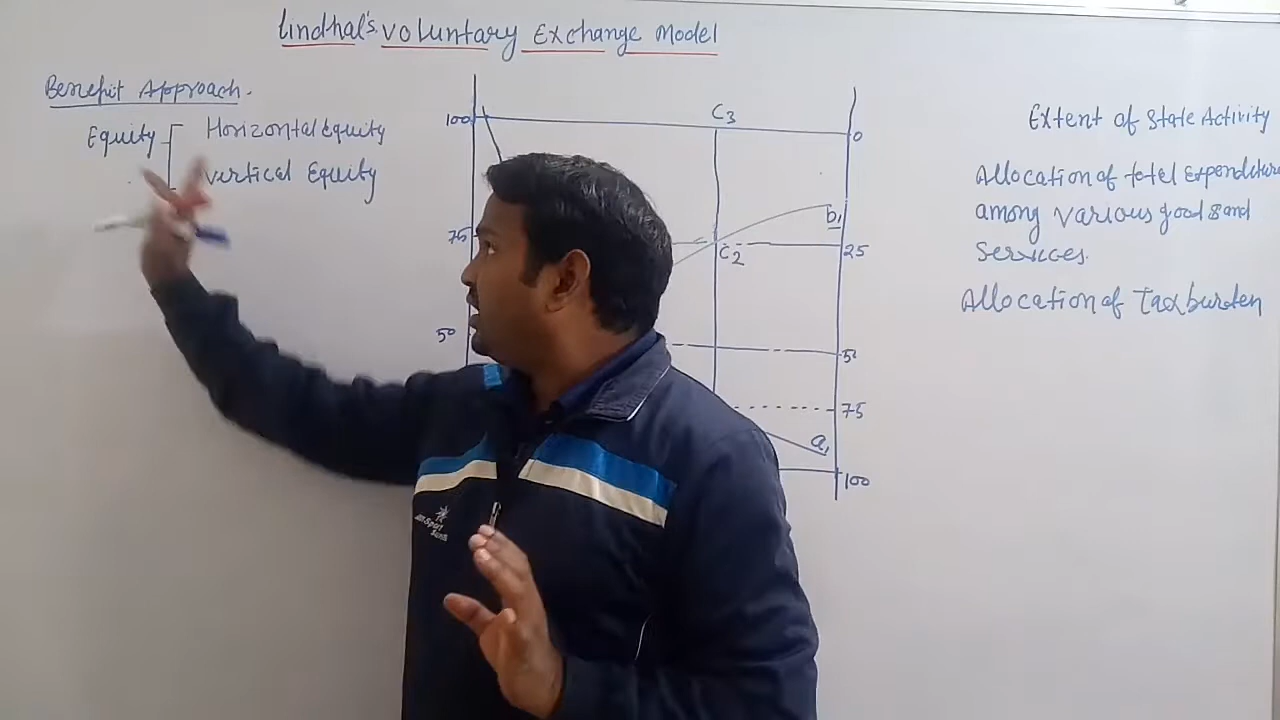 lindhal's voluntary Exchange Model
Benefit Approach.
Equity
Horizontal Equity
vertical Equity
100
75
50
C3
C2
b1
a1
0
25
50
75
100
Extent of State Activity
Allocation of total Expenditure
among various goods and
services.
Allocation of Tax burden